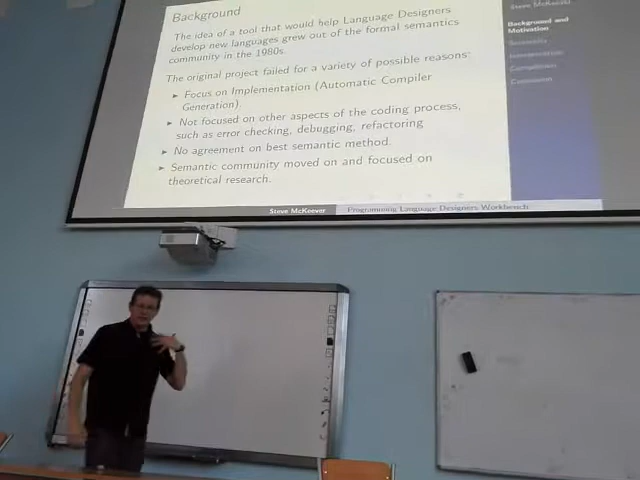 Steve McKeever
Background
Background and
Motivation
The idea of a tool that would help Language Designers
develop new languages grew out of the formal semantics
community in the 1980s.
The original project failed for a variety of possible reasons:
► Focus on Implementation (Automatic Compiler
Generation).
► Not focused on other aspects of the coding process,
such as error checking, debugging, refactoring
► No agreement on best semantic method.
► Semantic community moved on and focused on
theoretical research.
Steve McKeever
Programming Language Designers Workbench